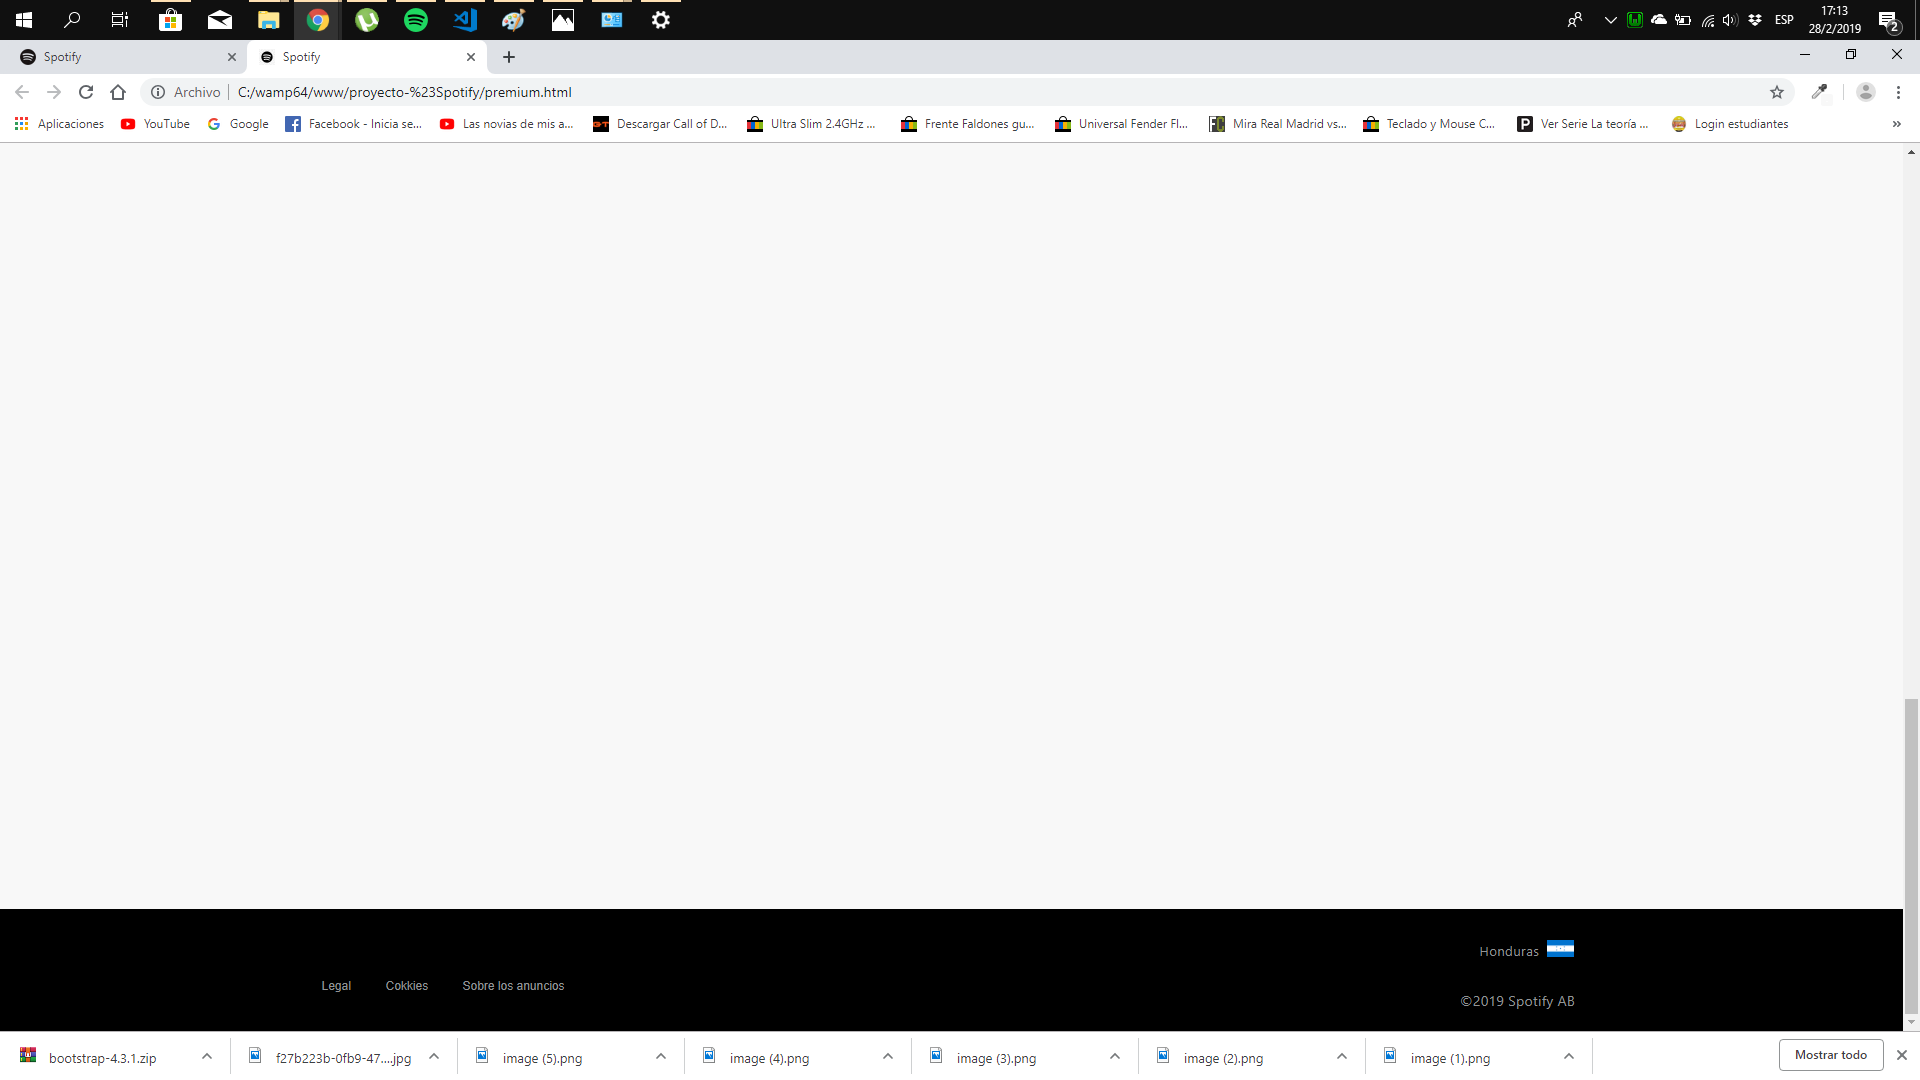 ESP
17:13
28/2/2019
2
Spotify
Spotify
Archivo
C:/wamp64/www/proyecto-%23Spotify/premium.html
Aplicaciones
YouTube
Google
Facebook - Inicia se...
Las novias de mis a...
Descargar Call of D...
Ultra Slim 2.4GHz ...
Frente Faldones gu...
Universal Fender Fl...
Mira Real Madrid vs...
Teclado y Mouse C...
Ver Serie La teoría ...
Login estudiantes
»
Honduras
Legal
Cokkies
Sobre los anuncios
©2019 Spotify AB
bootstrap-4.3.1.zip
f27b223b-0fb9-47....jpg
image (5).png
image (4).png
image (3).png
image (2).png
image (1).png
Mostrar todo